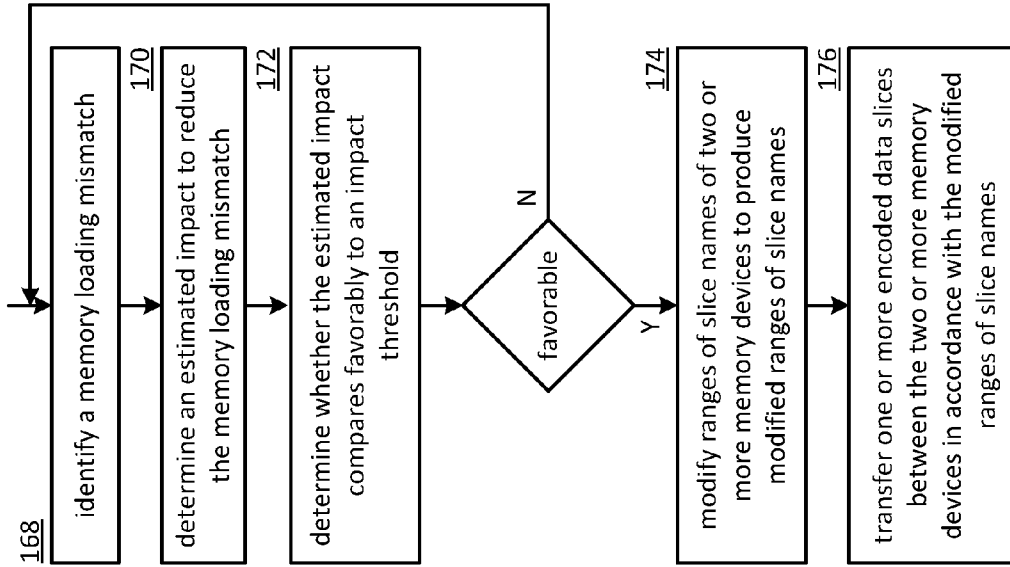 168
identify a memory loading mismatch
170
determine an estimated impact to reduce
the memory loading mismatch
172
determine whether the estimated impact
compares favorably to an impact
threshold
favorable
N
Y
174
modify ranges of slice names of two or
more memory devices to produce
modified ranges of slice names
176
transfer one or more encoded data slices
between the two or more memory
devices in accordance with the modified
ranges of slice names